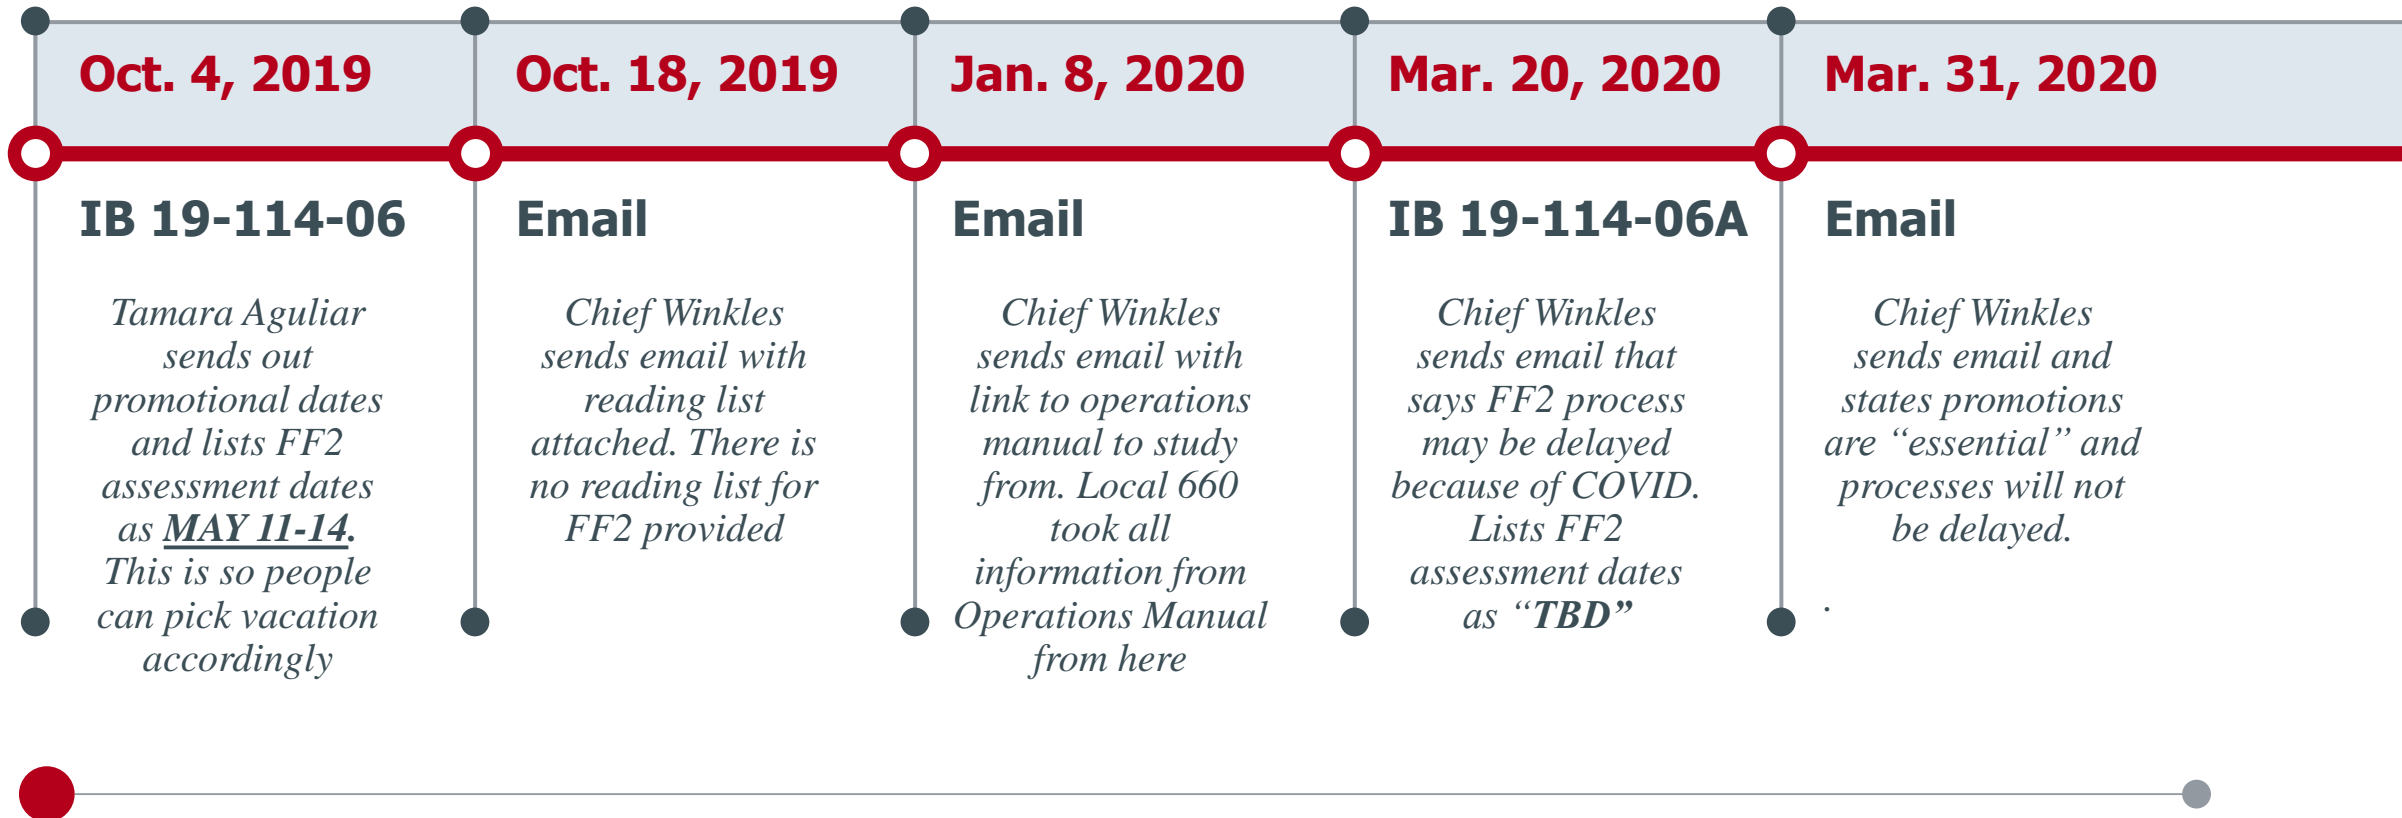 Oct. 4, 2019
IB 19-114-06
Tamara Aguliar
sends out
promotional dates
and lists FF2
assessment dates
as MAY 11-14.
This is so people
can pick vacation
accordingly
Oct. 18, 2019
Email
Chief Winkles
sends email with
reading list
attached. There is
no reading list for
FF2 provided
Jan. 8, 2020
Email
Chief Winkles
sends email with
link to operations
manual to study
from. Local 660
took all
information from
Operations Manual
from here
Mar. 20, 2020
IB 19-114-06A
Chief Winkles
sends email that
says FF2 process
may be delayed
because of COVID.
Lists FF2
assessment dates
as “TBD”
Mar. 31, 2020
Email
Chief Winkles
sends email and
states promotions
are “essential” and
processes will not
be delayed.
.